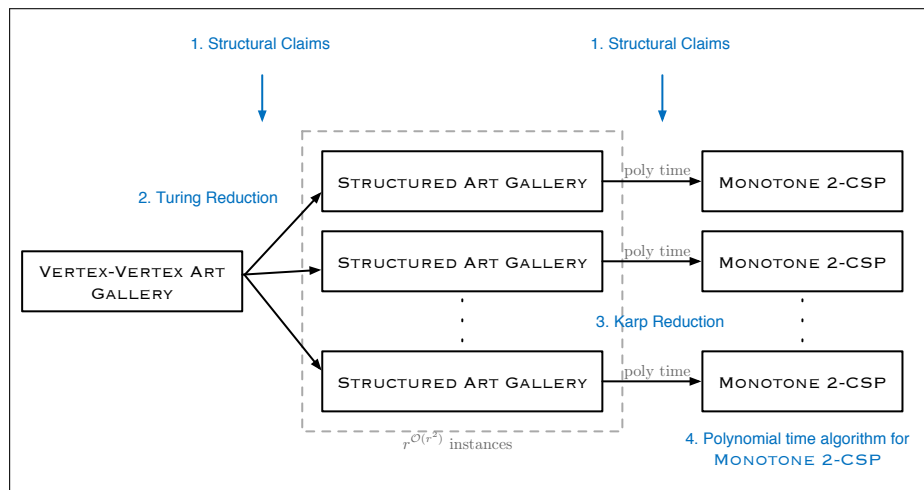 1. Structural Claims
1. Structural Claims
STRUCTURED ART GALLERY
poly time
MONOTONE 2-CSP
2. Turing Reduction
VERTEX-VERTEX ART
GALLERY
STRUCTURED ART GALLERY
poly time
MONOTONE 2-CSP
3. Karp Reduction
STRUCTURED ART GALLERY
poly time
MONOTONE 2-CSP
r^{O(r^2)} instances
4. Polynomial time algorithm for
MONOTONE 2-CSP